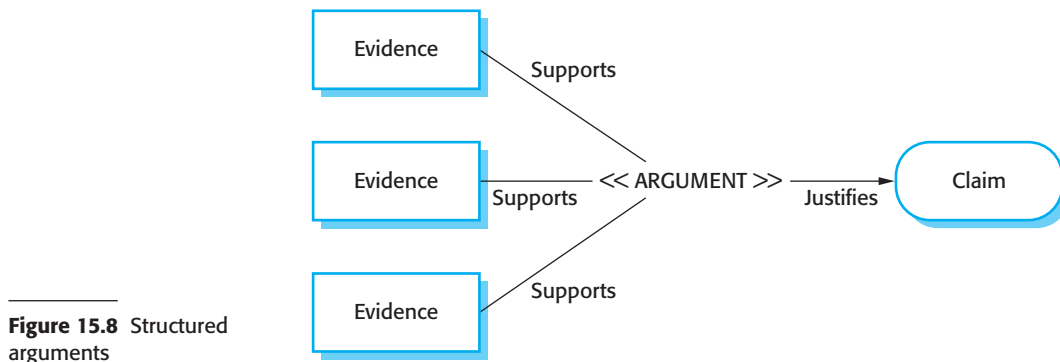 Evidence
Supports
Evidence
Supports
<< ARGUMENT >>
Justifies
Claim
Evidence
Supports
Figure 15.8 Structured
arguments